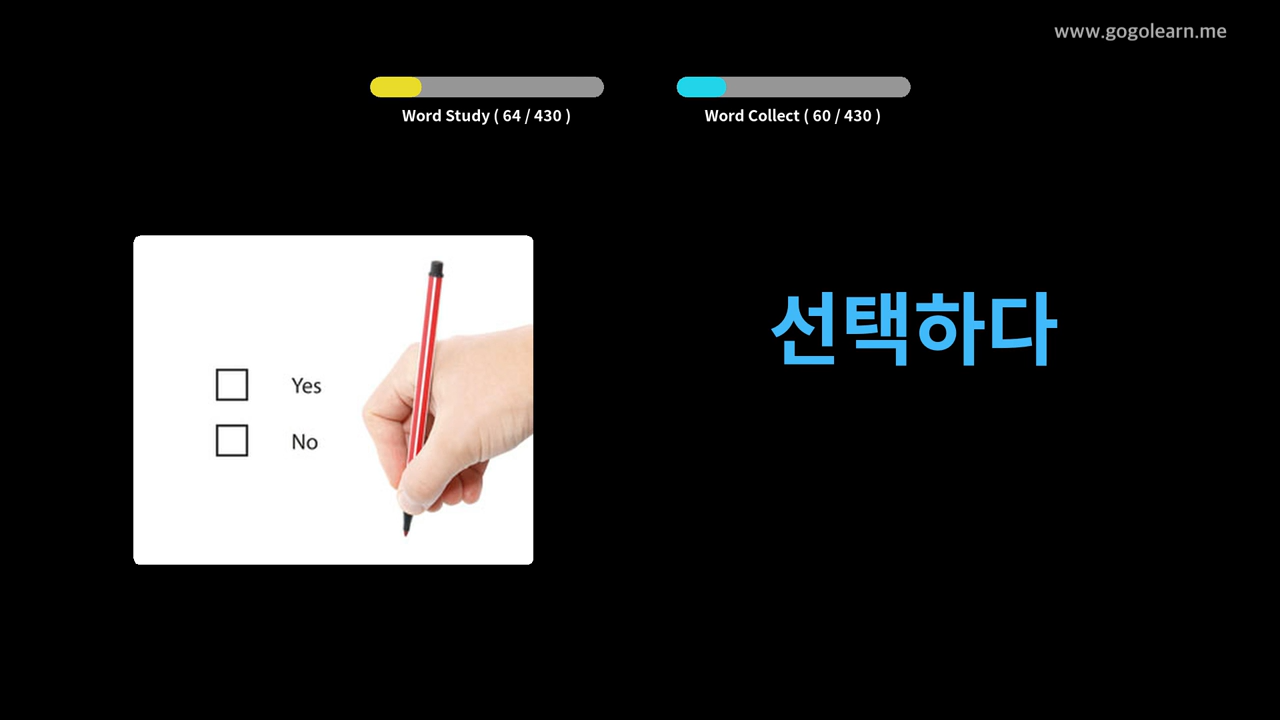 www.gogolearn.me
Word Study ( 64 / 430 )
Word Collect ( 60 / 430 )
Yes
No
선택하다